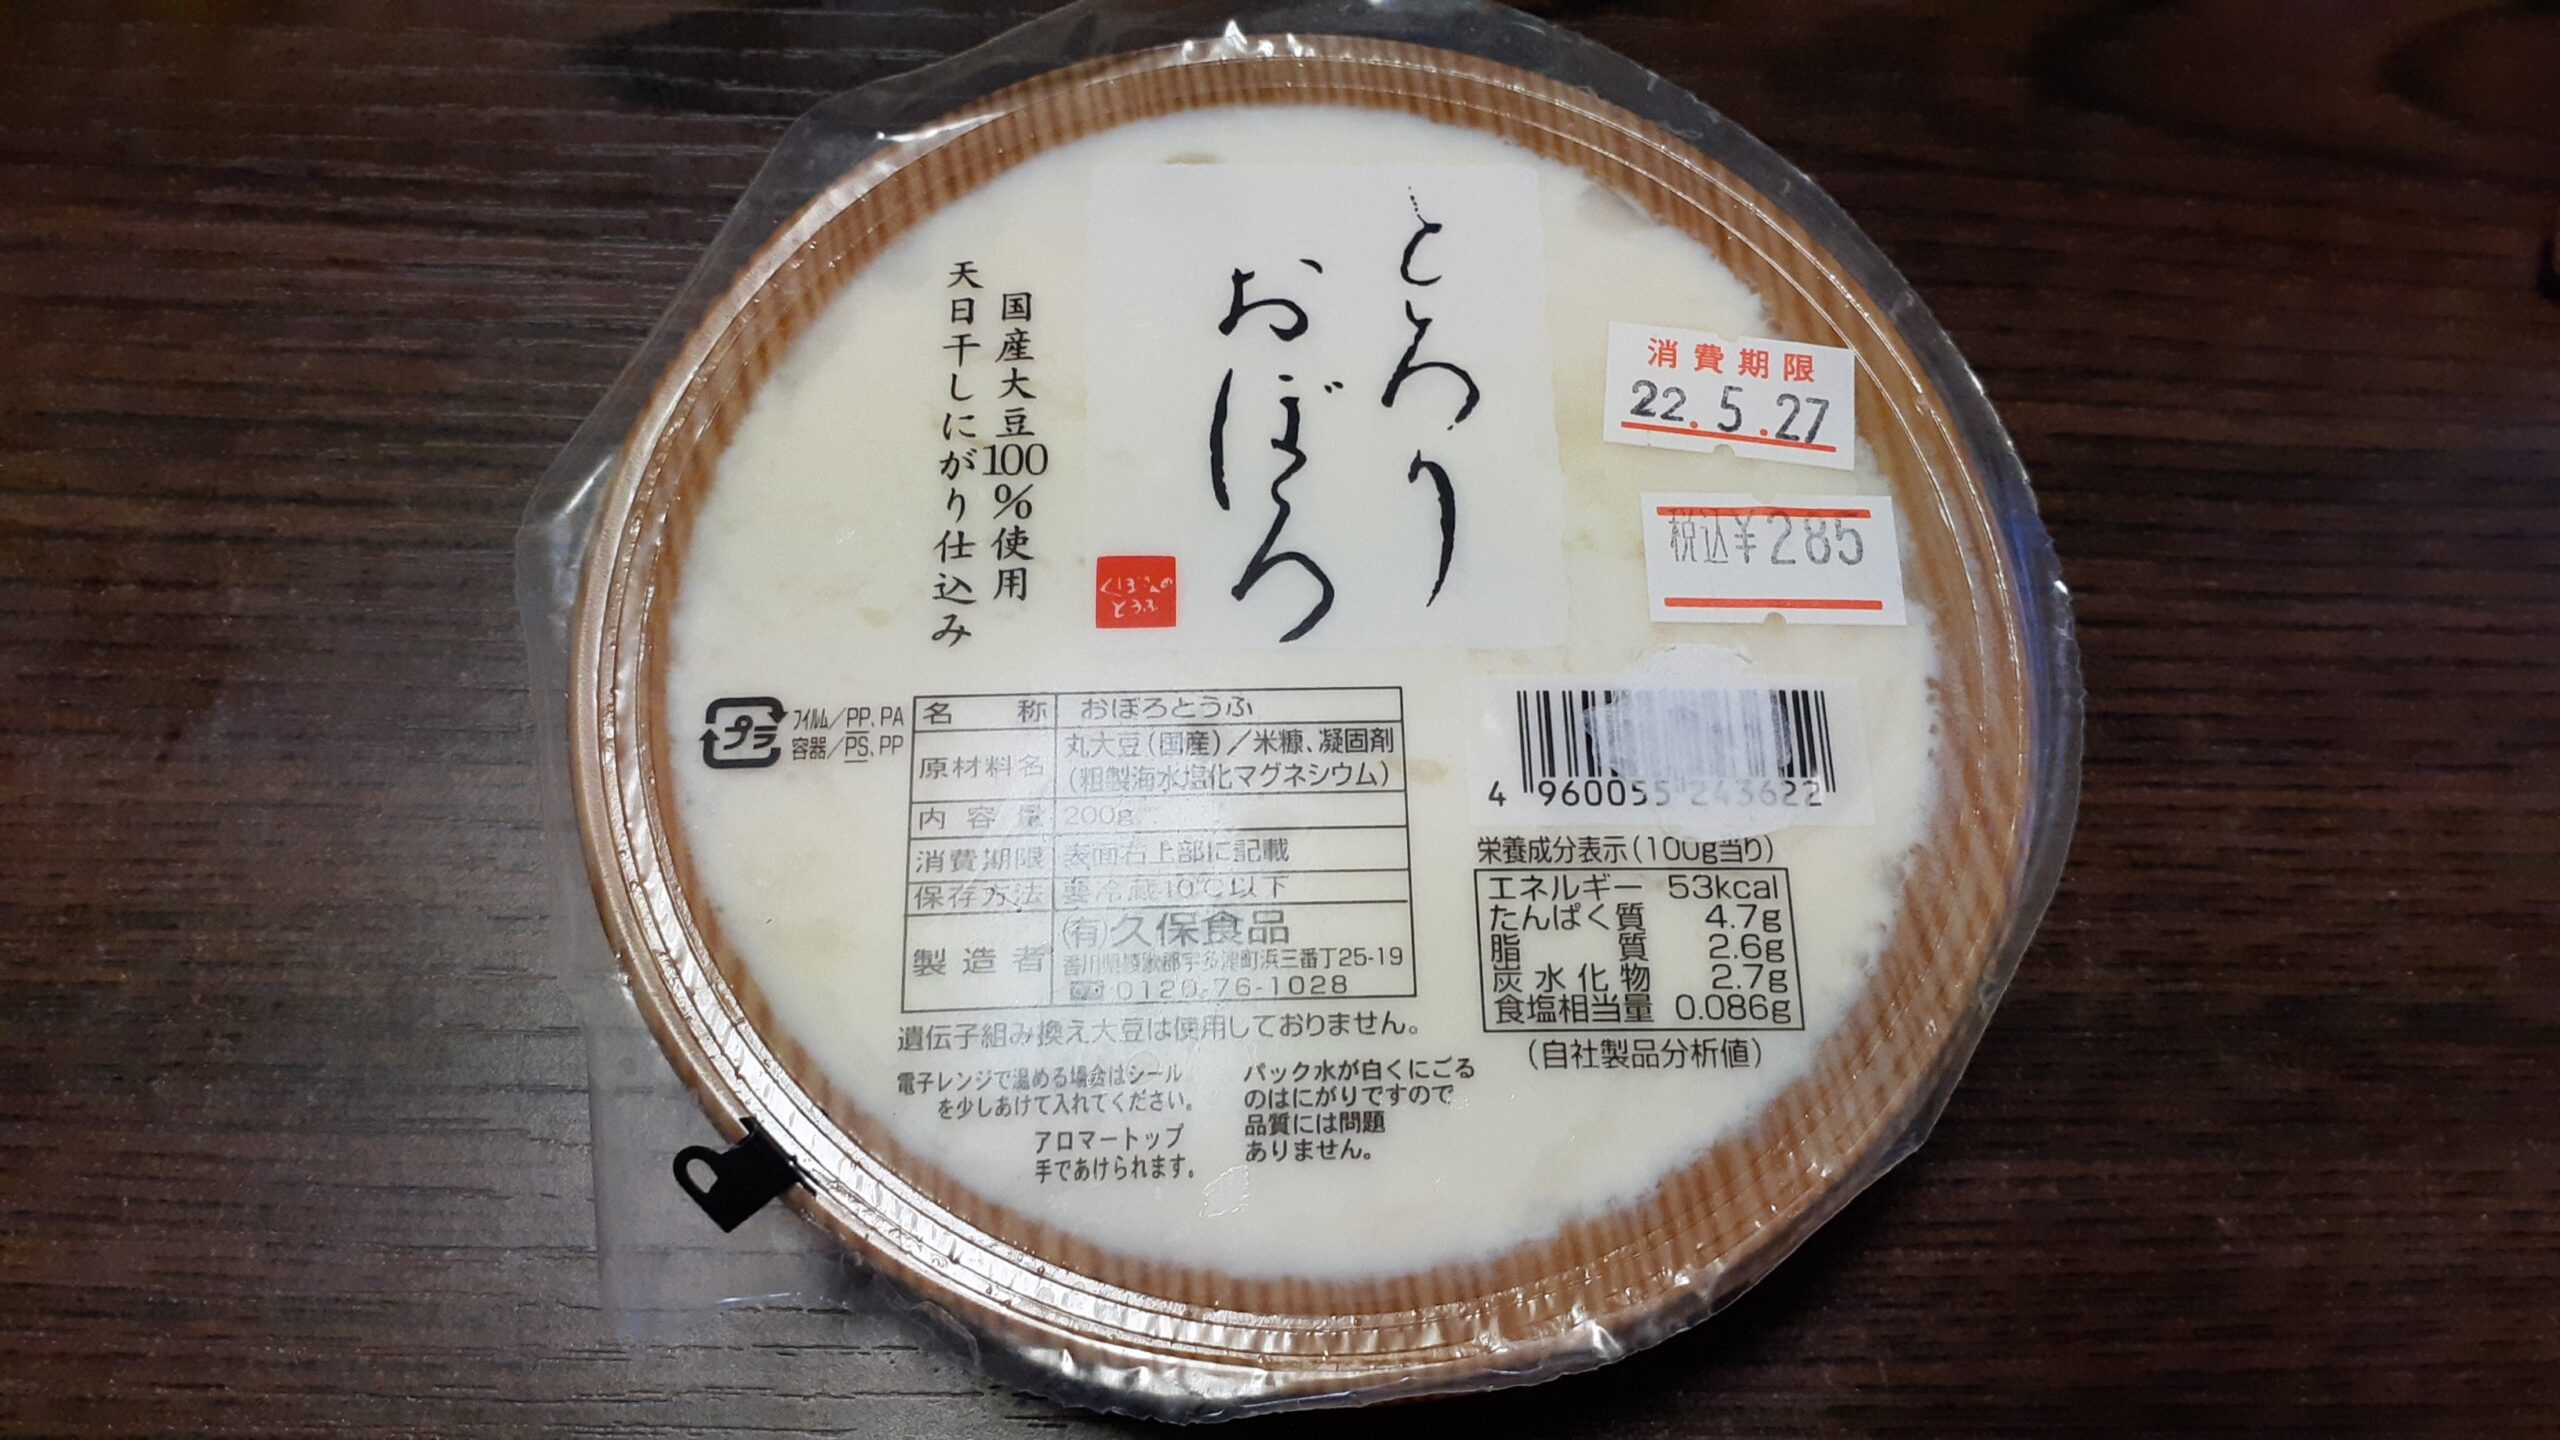 とろり
おぼろ
国産大豆100%使用
天日干しにがり仕込み
くぼさんの
とうふ
消費期限
22.5.27
税込¥285
プラ
フィルム/PP、PA
容器/PS、PP
名称 おぼろとうふ
原材料名 丸大豆(国産)/米糠、凝固剤
(粗製海水塩化マグネシウム)
内容量 200g
消費期限 表面右上部に記載
保存方法 要冷蔵10℃以下
製造者 (有)久保食品
香川県綾歌郡宇多津町浜三番丁25-19
0120-76-1028
遺伝子組み換え大豆は使用しておりません。
電子レンジで温める場合はシール
を少しあけて入れてください。
アロマートップ
手であけられます。
パック水が白くにごる
のはにがりですので
品質には問題
ありません。
4 960055 243622
栄養成分表示(100g当り)
エネルギー 53kcal
たんぱく質 4.7g
脂質 2.6g
炭水化物 2.7g
食塩相当量 0.086g
(自社製品分析値)